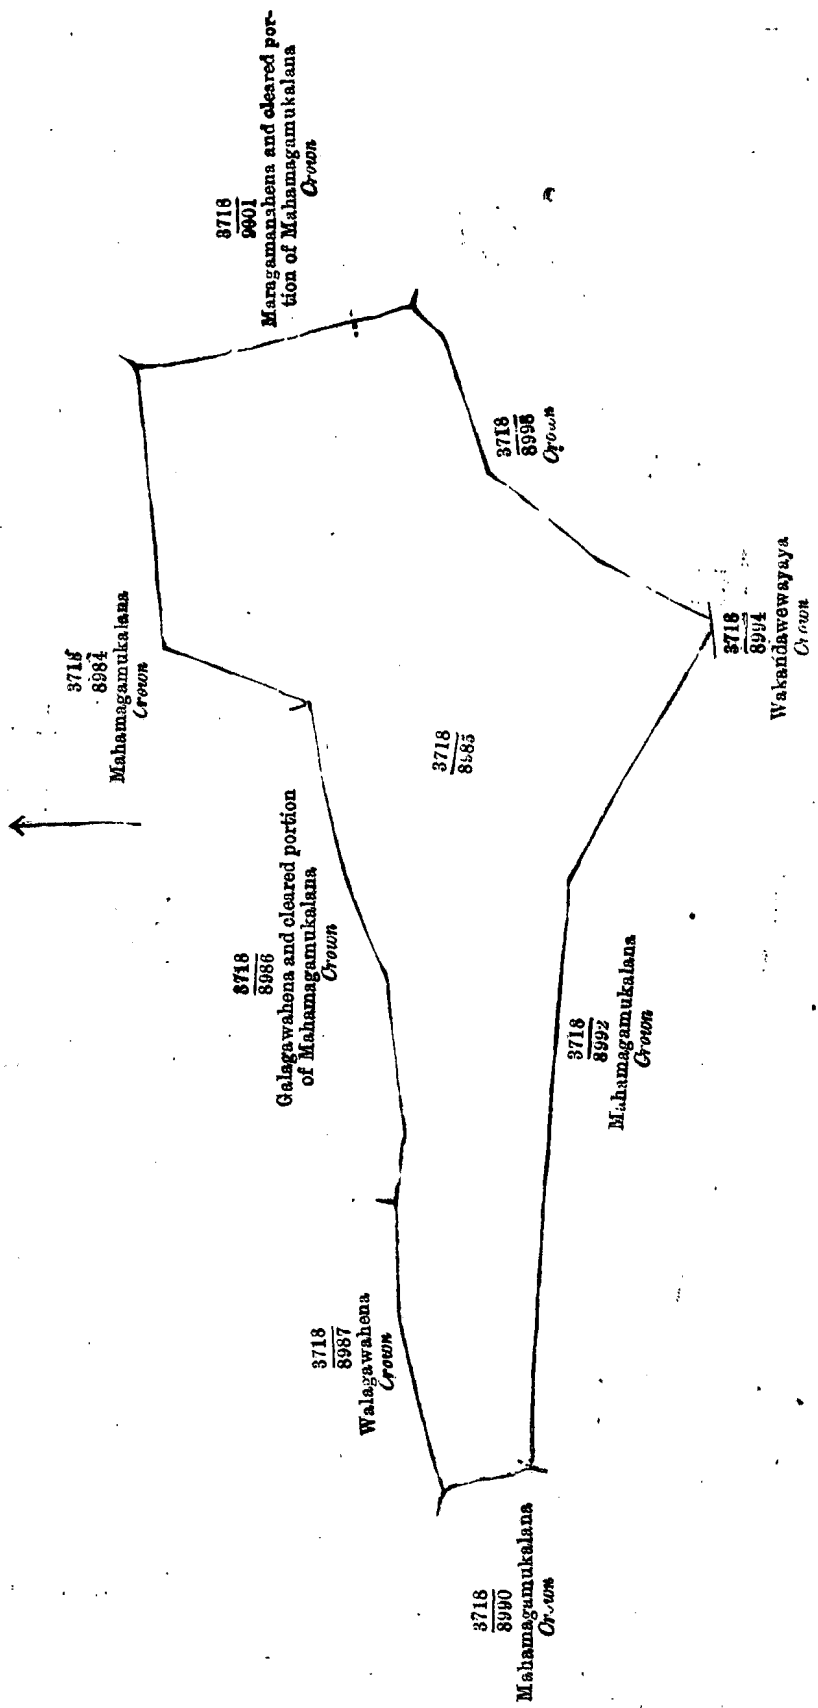 3718
9001
Maragamanahena and cleared por-
tion of Mahamagamukalana
Crown
3718
8984
Mahamagamukalana
Crown
3718
8998
Crown
3718
8985
3718
8994
Wakandawewayaya
Crown
3718
8986
Galagawahena and cleared portion
of Mahamagamukalana
Crown
3718
8992
Mahamagamukalana
Crown
3718
8987
Walagawahena
Crown
3718
8990
Mahamagamukalana
Crown